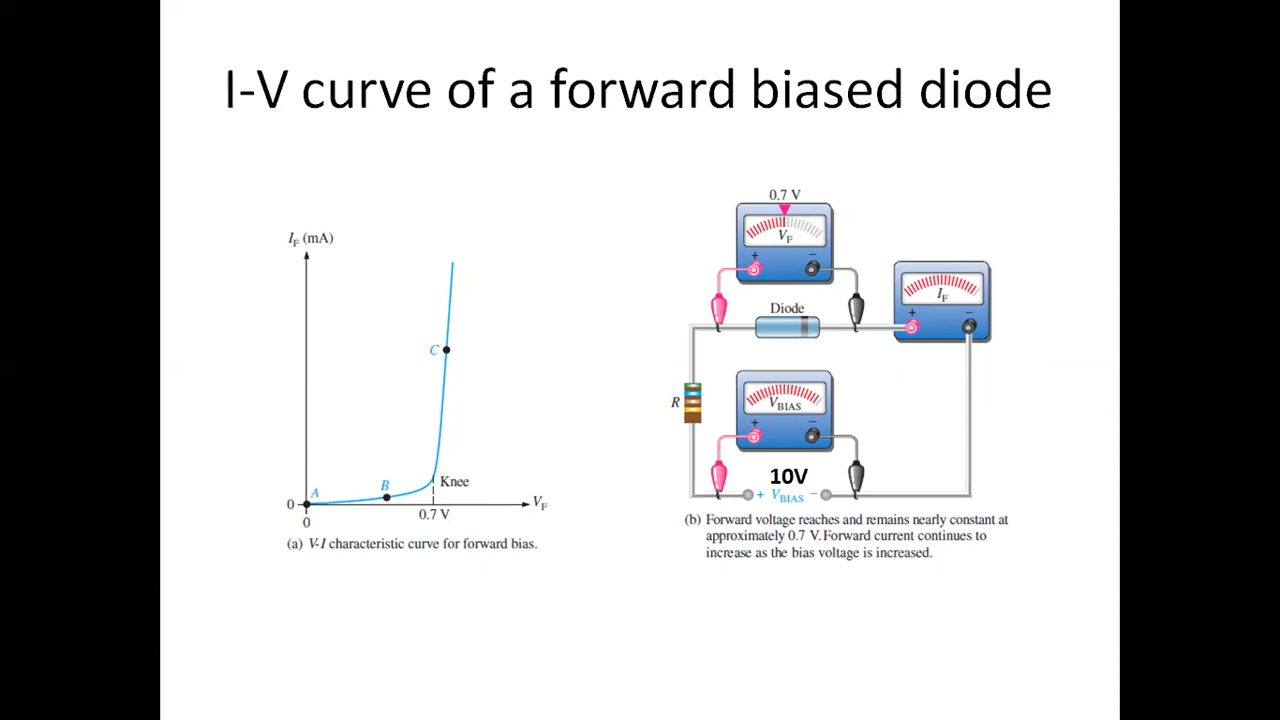 I-V curve of a forward biased diode
I_F (mA)
C
B
A
Knee
0
0
0.7 V
V_F
(a) V-I characteristic curve for forward bias.
0.7 V
V_F
+ −
Diode
I_F
+ −
R
V_BIAS
+ −
10V
+ V_BIAS −
(b) Forward voltage reaches and remains nearly constant at
approximately 0.7 V. Forward current continues to
increase as the bias voltage is increased.